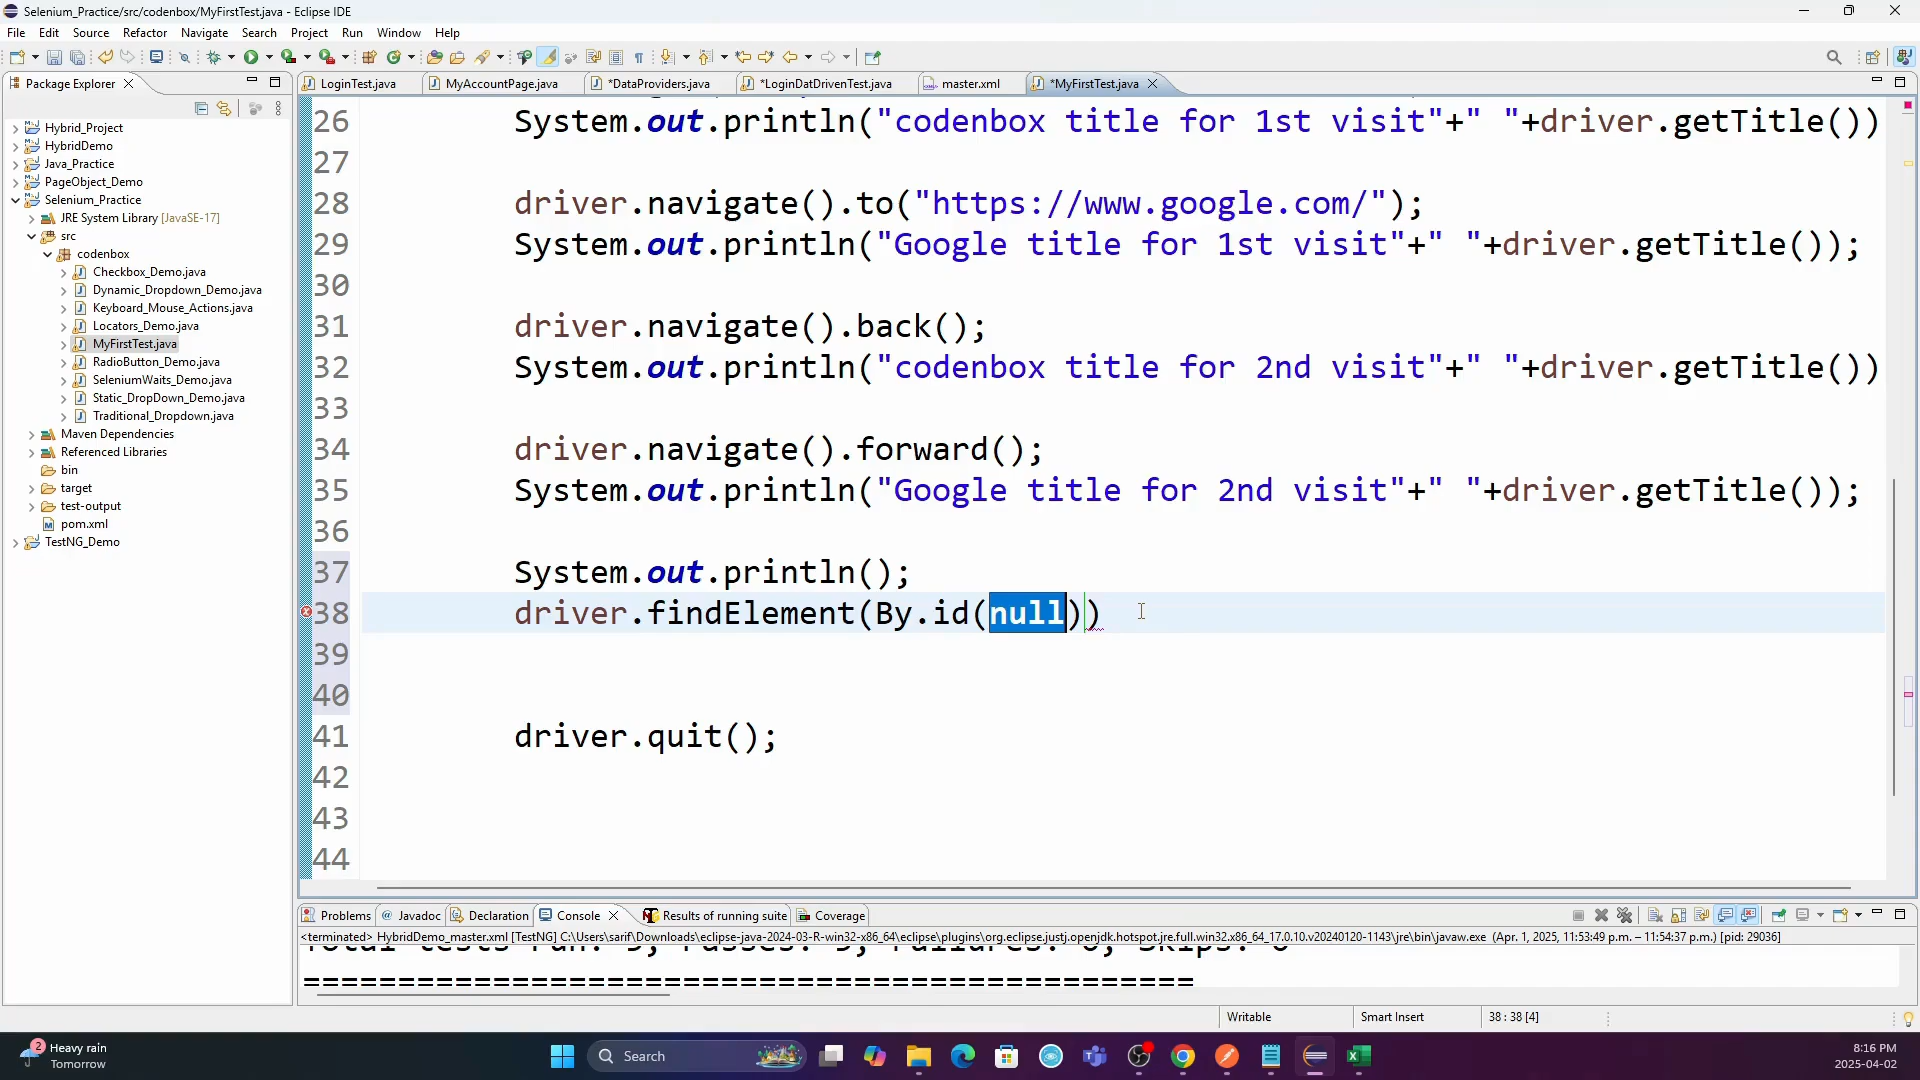 Selenium_Practice/src/codenbox/MyFirstTest.java - Eclipse IDE
File Edit Source Refactor Navigate Search Project Run Window Help
Package Explorer
LoginTest.java MyAccountPage.java *DataProviders.java *LoginDatDrivenTest.java master.xml *MyFirstTest.java
Hybrid_Project
HybridDemo
Java_Practice
PageObject_Demo
Selenium_Practice
JRE System Library [JavaSE-17]
src
codenbox
Checkbox_Demo.java
Dynamic_Dropdown_Demo.java
Keyboard_Mouse_Actions.java
Locators_Demo.java
MyFirstTest.java
RadioButton_Demo.java
SeleniumWaits_Demo.java
Static_DropDown_Demo.java
Traditional_Dropdown.java
Maven Dependencies
Referenced Libraries
bin
target
test-output
pom.xml
TestNG_Demo
26 System.out.println("codenbox title for 1st visit"+" "+driver.getTitle())
27
28 driver.navigate().to("https://www.google.com/");
29 System.out.println("Google title for 1st visit"+" "+driver.getTitle());
30
31 driver.navigate().back();
32 System.out.println("codenbox title for 2nd visit"+" "+driver.getTitle())
33
34 driver.navigate().forward();
35 System.out.println("Google title for 2nd visit"+" "+driver.getTitle());
36
37 System.out.println();
38 driver.findElement(By.id(null))
39
40
41 driver.quit();
42
43
44
Problems Javadoc Declaration Console Results of running suite Coverage
<terminated> HybridDemo_master.xml [TestNG] C:\Users\sarif\Downloads\eclipse-java-2024-03-R-win32-x86_64\eclipse\plugins\org.eclipse.justj.openjdk.hotspot.jre.full.win32.x86_64_17.0.10.v20240120-1143\jre\bin\javaw.exe (Apr. 1, 2025, 11:53:49 p.m. – 11:54:37 p.m.) [pid: 29036]
==============================================
Writable Smart Insert 38 : 38 [4]
2
Heavy rain
Tomorrow
Search
8:16 PM
2025-04-02